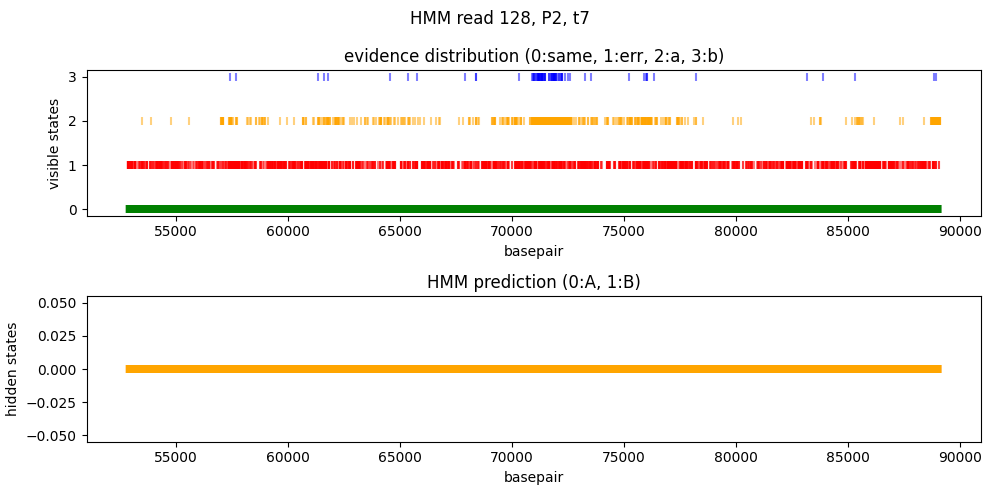 HMM read 128, P2, t7
evidence distribution (0:same, 1:err, 2:a, 3:b)
visible states
3
2
1
0
55000 60000 65000 70000 75000 80000 85000 90000
basepair
HMM prediction (0:A, 1:B)
hidden states
0.050
0.025
0.000
−0.025
−0.050
55000 60000 65000 70000 75000 80000 85000 90000
basepair